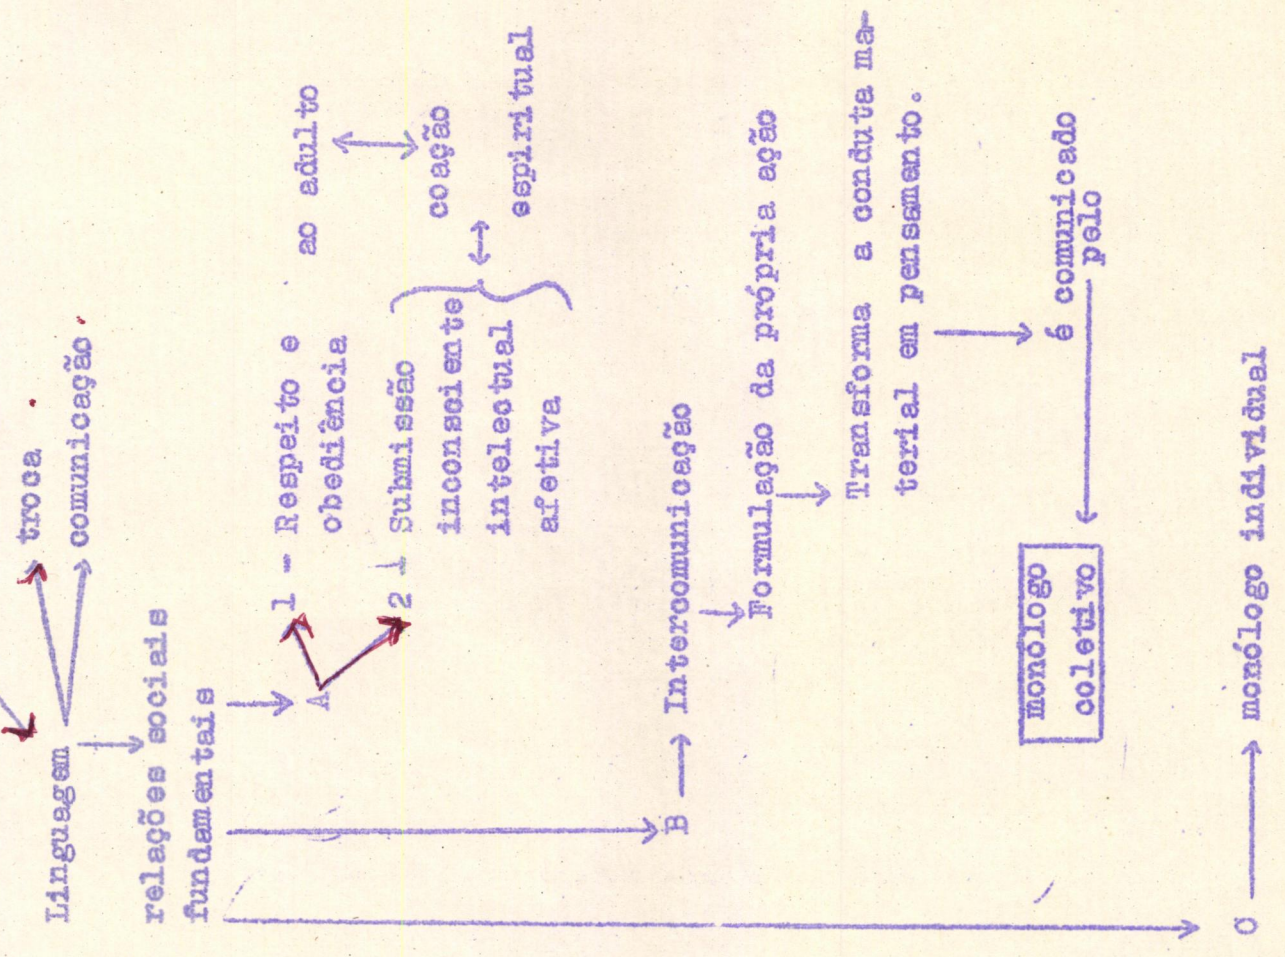 troca
Linguagem
comunicação
relações sociais
fundamentais
A
1 - Respeito e
obediência
ao adulto
2 - Submissão
inconsciente
intelectual
afetiva
coação
espiritual
B
Intercomunicação
Formulação da própria ação
Transforma a conduta ma-
terial em pensamento.
é comunicado
pelo
monólogo
coletivo
C
monólogo individual